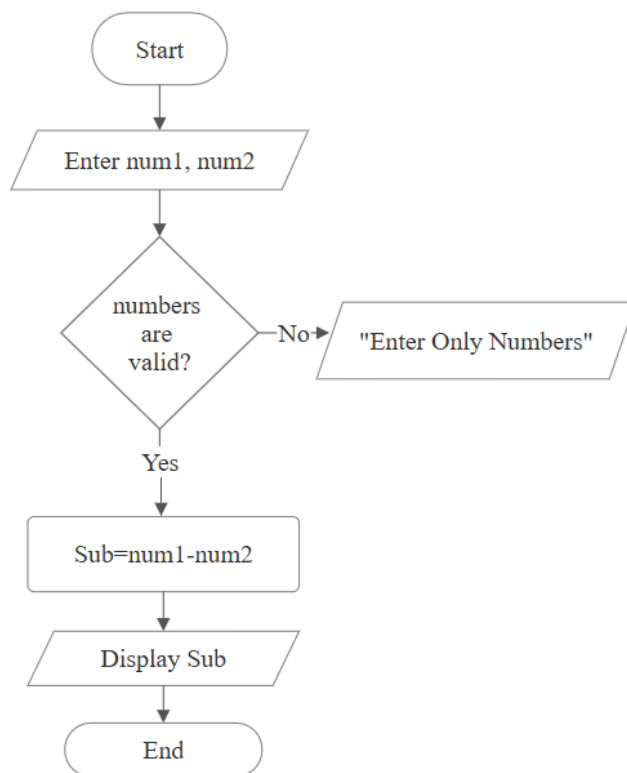 Start
Enter num1, num2
numbers
are
valid?
No
"Enter Only Numbers"
Yes
Sub=num1-num2
Display Sub
End